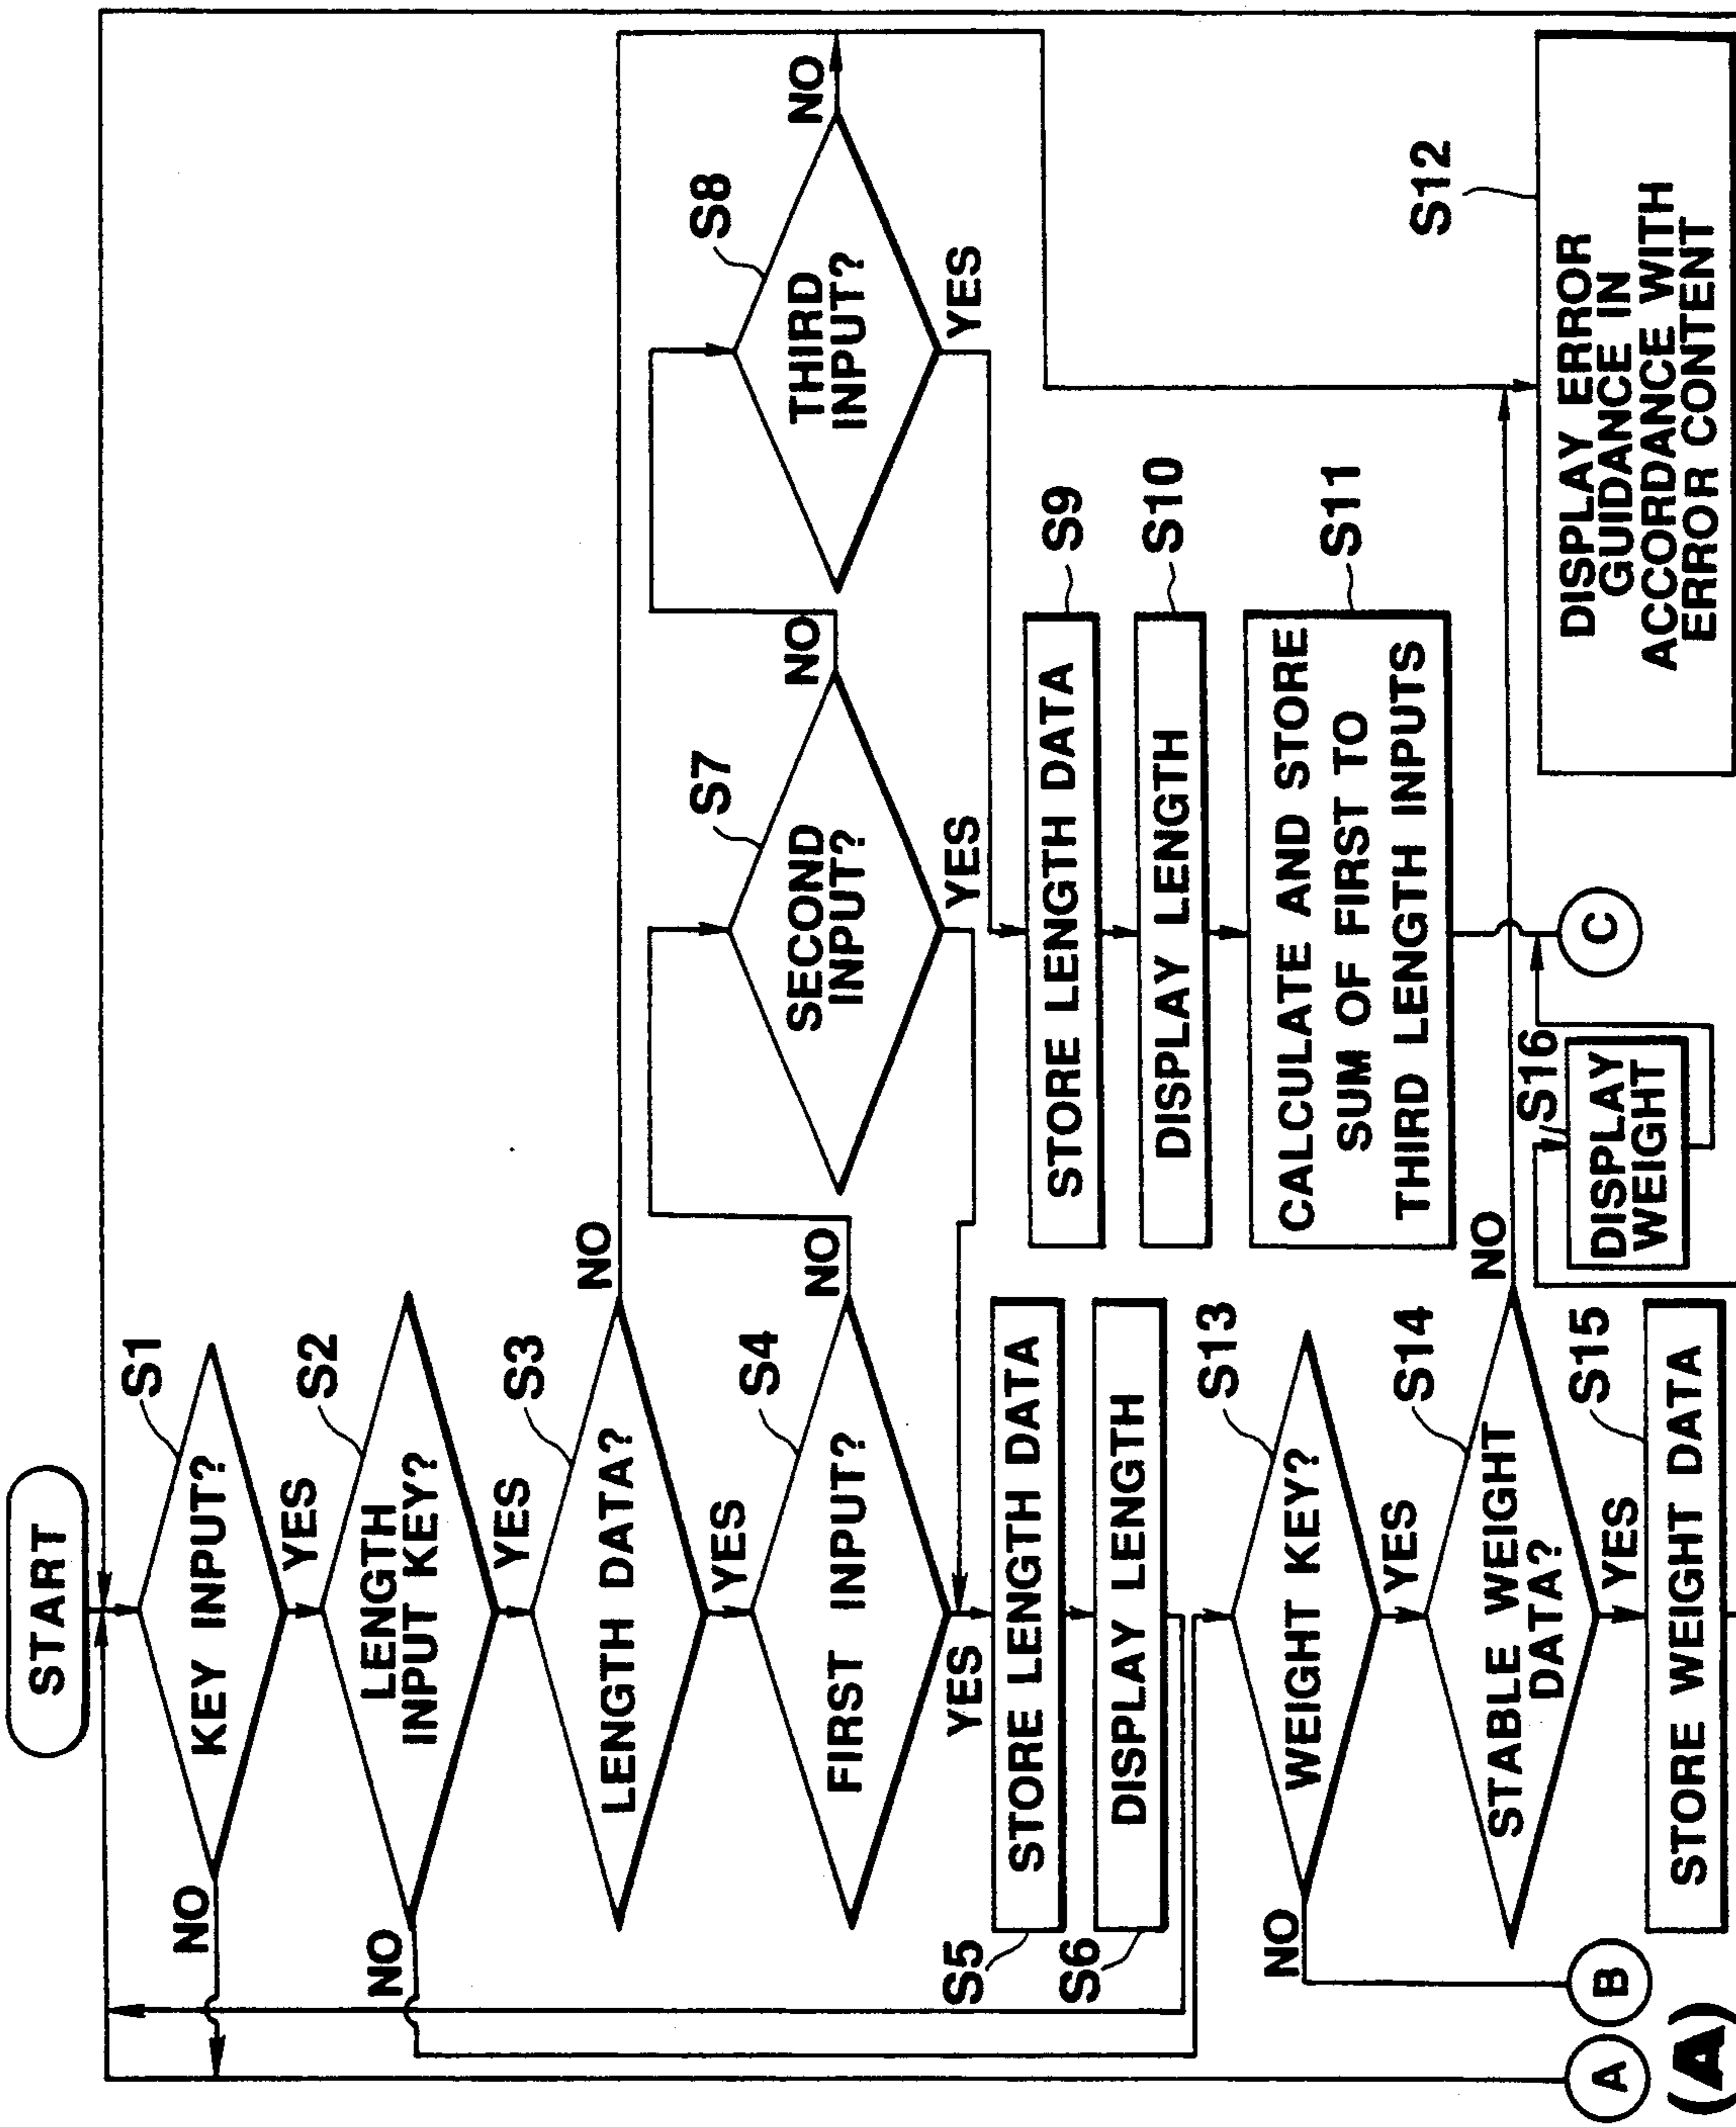 START
S1
KEY INPUT?
NO
YES
S2
LENGTH
INPUT KEY?
NO
YES
S3
LENGTH DATA?
NO
YES
S4
FIRST INPUT?
NO
YES
S7
SECOND
INPUT?
NO
YES
S8
THIRD
INPUT?
NO
YES
S5
STORE LENGTH DATA
S6
DISPLAY LENGTH
S9
STORE LENGTH DATA
S10
DISPLAY LENGTH
S11
CALCULATE AND STORE
SUM OF FIRST TO
THIRD LENGTH INPUTS
C
S12
DISPLAY ERROR
GUIDANCE IN
ACCORDANCE WITH
ERROR CONTENT
S13
WEIGHT KEY?
NO
YES
S14
STABLE WEIGHT
DATA?
NO
YES
S15
STORE WEIGHT DATA
S16
DISPLAY
WEIGHT
A
B
(A)